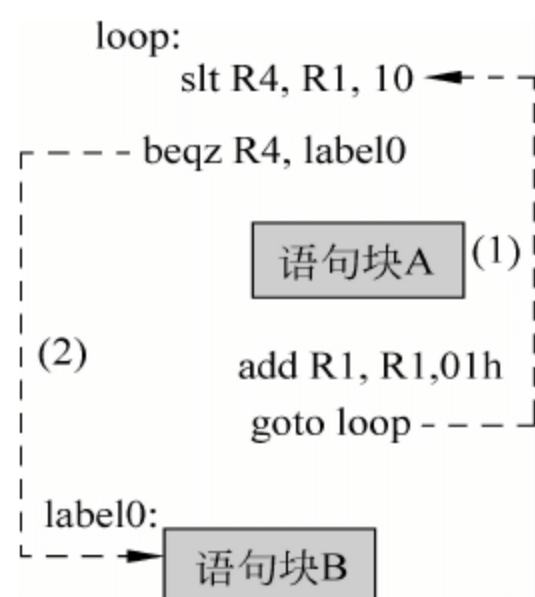 loop:
slt R4, R1, 10
beqz R4, label0
语句块A
(1)
(2)
add R1, R1,01h
goto loop
label0:
语句块B